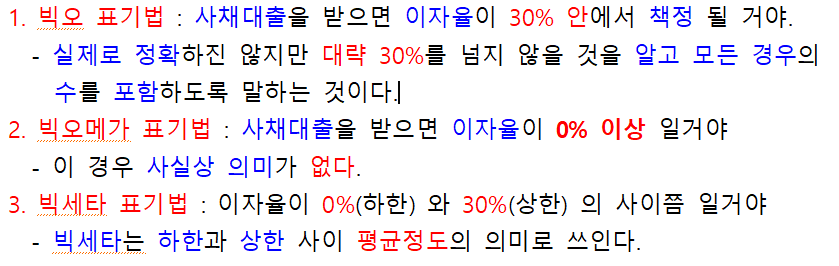 1. 빅오 표기법 : 사채대출을 받으면 이자율이 30% 안에서 책정 될 거야.
- 실제로 정확하진 않지만 대략 30%를 넘지 않을 것을 알고 모든 경우의
수를 포함하도록 말하는 것이다.
2. 빅오메가 표기법 : 사채대출을 받으면 이자율이 0% 이상 일거야
- 이 경우 사실상 의미가 없다.
3. 빅세타 표기법 : 이자율이 0%(하한) 와 30%(상한) 의 사이쯤 일거야
- 빅세타는 하한과 상한 사이 평균정도의 의미로 쓰인다.